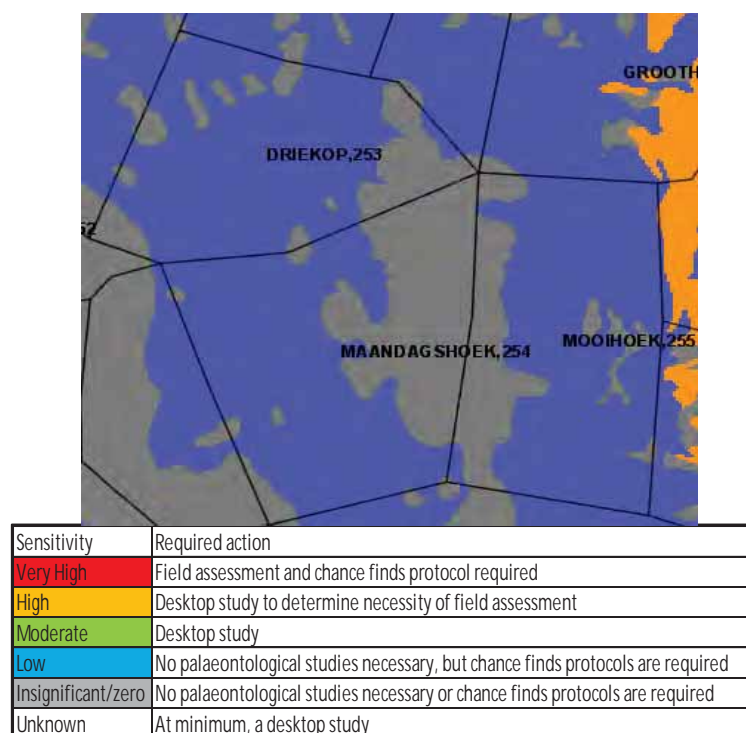 GROOTH
DRIEKOP,253
52
MAANDAGSHOEK,254
MOOIHOEK,255
Sensitivity Required action
Very High Field assessment and chance finds protocol required
High Desktop study to determine necessity of field assessment
Moderate Desktop study
Low No palaeontological studies necessary, but chance finds protocols are required
Insignificant/zero No palaeontological studies necessary or chance finds protocols are required
Unknown At minimum, a desktop study